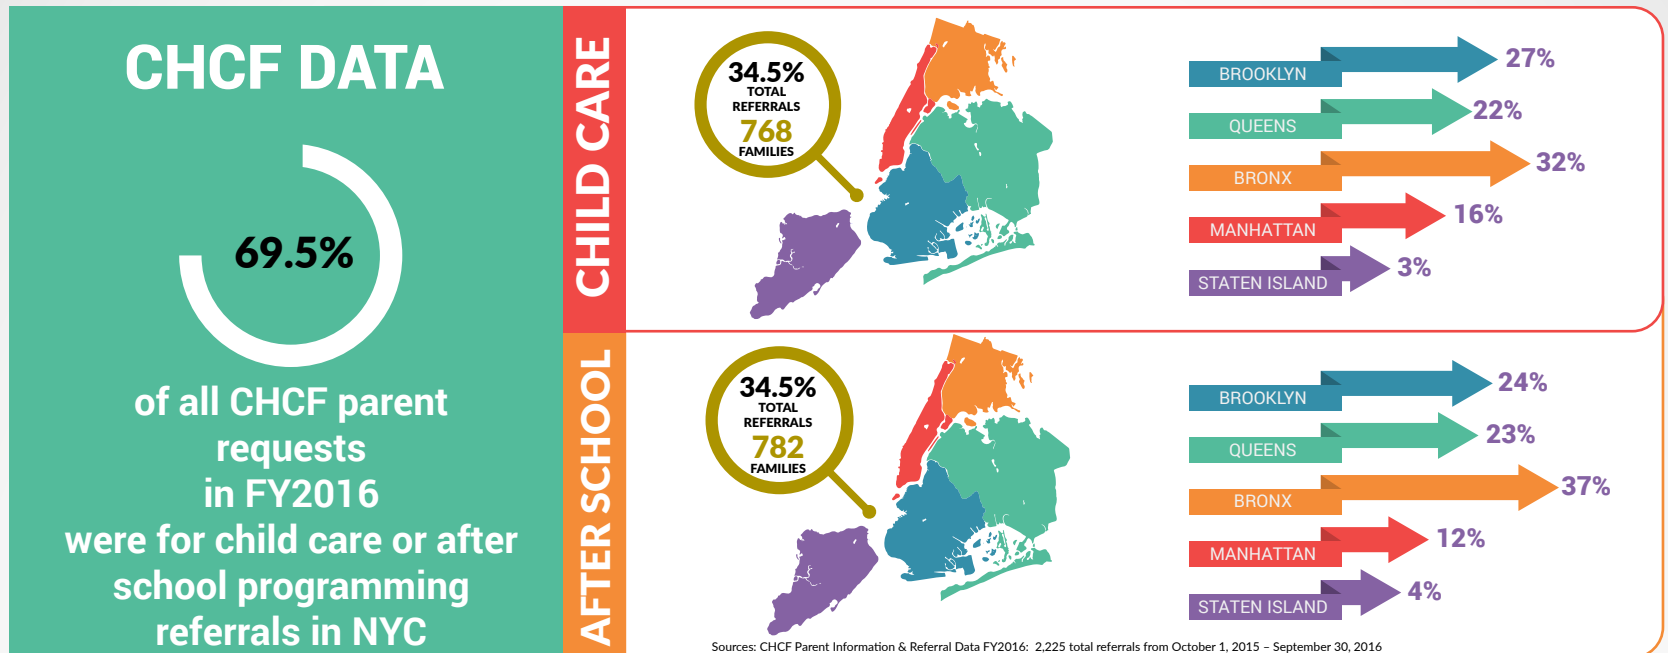 CHCF DATA
69.5%
of all CHCF parent
requests
in FY2016
were for child care or after
school programming
referrals in NYC
CHILD CARE
34.5%
TOTAL
REFERRALS
768
FAMILIES
BROOKLYN 27%
QUEENS 22%
BRONX 32%
MANHATTAN 16%
STATEN ISLAND 3%
AFTER SCHOOL
34.5%
TOTAL
REFERRALS
782
FAMILIES
BROOKLYN 24%
QUEENS 23%
BRONX 37%
MANHATTAN 12%
STATEN ISLAND 4%
Sources: CHCF Parent Information & Referral Data FY2016: 2,225 total referrals from October 1, 2015 – September 30, 2016